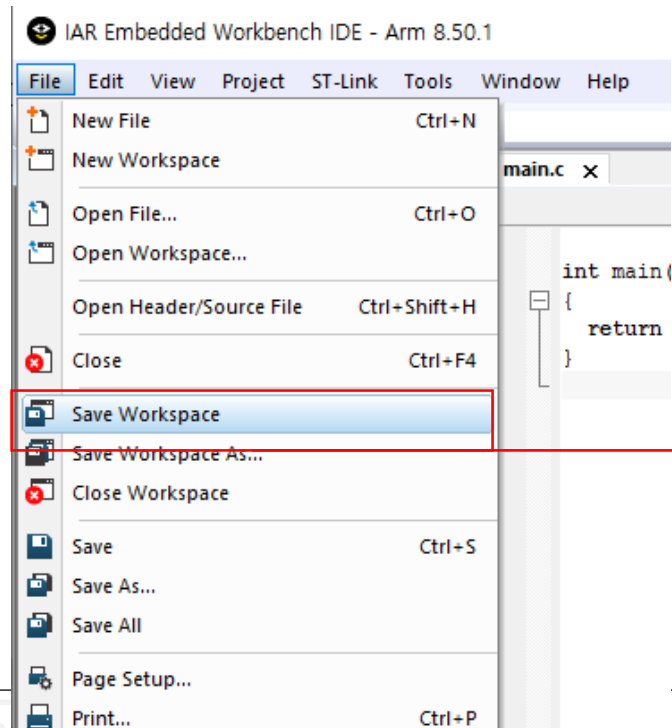 IAR Embedded Workbench IDE - Arm 8.50.1
File Edit View Project ST-Link Tools Window Help
New File Ctrl+N
New Workspace
main.c
Open File... Ctrl+O
Open Workspace...
int main(
Open Header/Source File Ctrl+Shift+H
{
return
Close Ctrl+F4
}
Save Workspace
Save Workspace As...
Close Workspace
Save Ctrl+S
Save As...
Save All
Page Setup...
Print... Ctrl+P